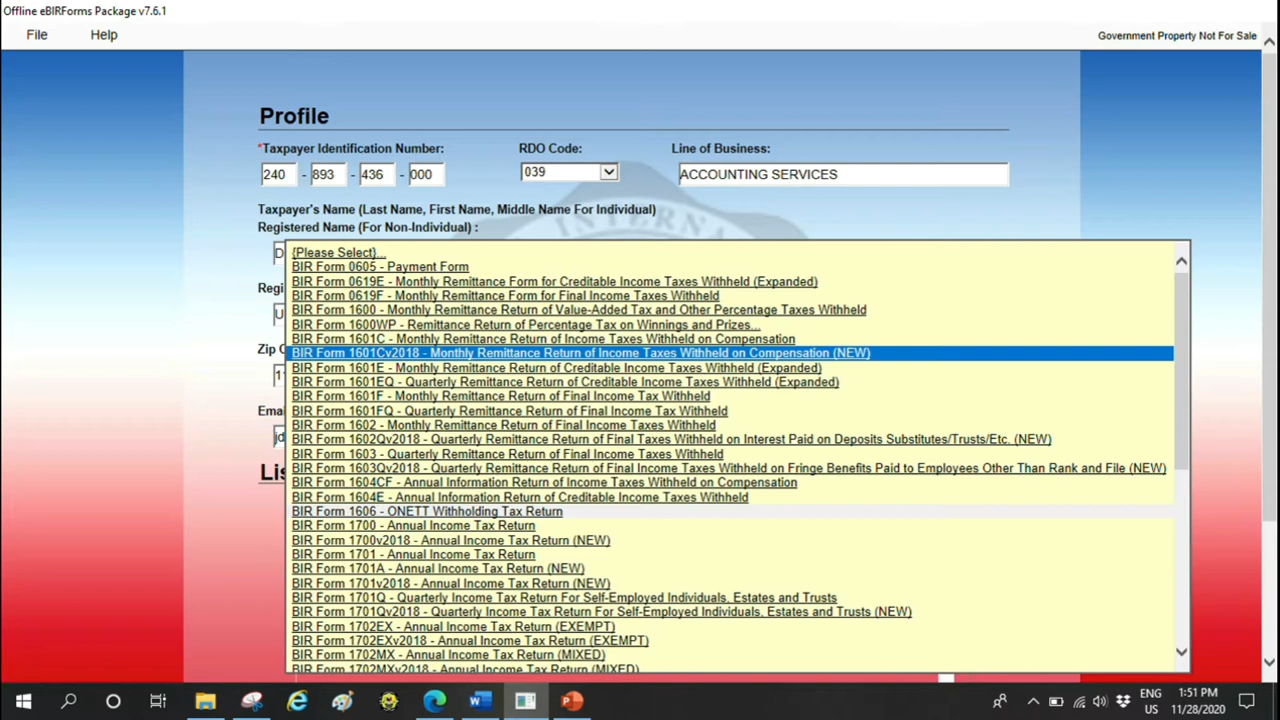 Offline eBIRForms Package v7.6.1
File Help Government Property Not For Sale
Profile
*Taxpayer Identification Number: RDO Code: Line of Business:
240 - 893 - 436 - 000 039 ACCOUNTING SERVICES
INTERNA
Taxpayer's Name (Last Name, First Name, Middle Name For Individual)
Registered Name (For Non-Individual) :
D
{Please Select}...
BIR Form 0605 - Payment Form
BIR Form 0619E - Monthly Remittance Form for Creditable Income Taxes Withheld (Expanded)
Regi
BIR Form 0619F - Monthly Remittance Form for Final Income Taxes Withheld
U
BIR Form 1600 - Monthly Remittance Return of Value-Added Tax and Other Percentage Taxes Withheld
BIR Form 1600WP - Remittance Return of Percentage Tax on Winnings and Prizes...
BIR Form 1601C - Monthly Remittance Return of Income Taxes Withheld on Compensation
Zip C
BIR Form 1601Cv2018 - Monthly Remittance Return of Income Taxes Withheld on Compensation (NEW)
BIR Form 1601E - Monthly Remittance Return of Creditable Income Taxes Withheld (Expanded)
11
BIR Form 1601EQ - Quarterly Remittance Return of Creditable Income Taxes Withheld (Expanded)
BIR Form 1601F - Monthly Remittance Return of Final Income Tax Withheld
Emai
BIR Form 1601FQ - Quarterly Remittance Return of Final Income Tax Withheld
BIR Form 1602 - Monthly Remittance Return of Final Income Taxes Withheld
jd
BIR Form 1602Qv2018 - Quarterly Remittance Return of Final Taxes Withheld on Interest Paid on Deposits Substitutes/Trusts/Etc. (NEW)
BIR Form 1603 - Quarterly Remittance Return of Final Income Taxes Withheld
Lis
BIR Form 1603Qv2018 - Quarterly Remittance Return of Final Taxes Withheld on Fringe Benefits Paid to Employees Other Than Rank and File (NEW)
BIR Form 1604CF - Annual Information Return of Income Taxes Withheld on Compensation
BIR Form 1604E - Annual Information Return of Creditable Income Taxes Withheld
BIR Form 1606 - ONETT Withholding Tax Return
BIR Form 1700 - Annual Income Tax Return
BIR Form 1700v2018 - Annual Income Tax Return (NEW)
BIR Form 1701 - Annual Income Tax Return
BIR Form 1701A - Annual Income Tax Return (NEW)
BIR Form 1701v2018 - Annual Income Tax Return (NEW)
BIR Form 1701Q - Quarterly Income Tax Return For Self-Employed Individuals, Estates and Trusts
BIR Form 1701Qv2018 - Quarterly Income Tax Return For Self-Employed Individuals, Estates and Trusts (NEW)
BIR Form 1702EX - Annual Income Tax Return (EXEMPT)
BIR Form 1702EXv2018 - Annual Income Tax Return (EXEMPT)
BIR Form 1702MX - Annual Income Tax Return (MIXED)
BIR Form 1702MXv2018 - Annual Income Tax Return (MIXED)
ENG 1:51 PM
US 11/28/2020